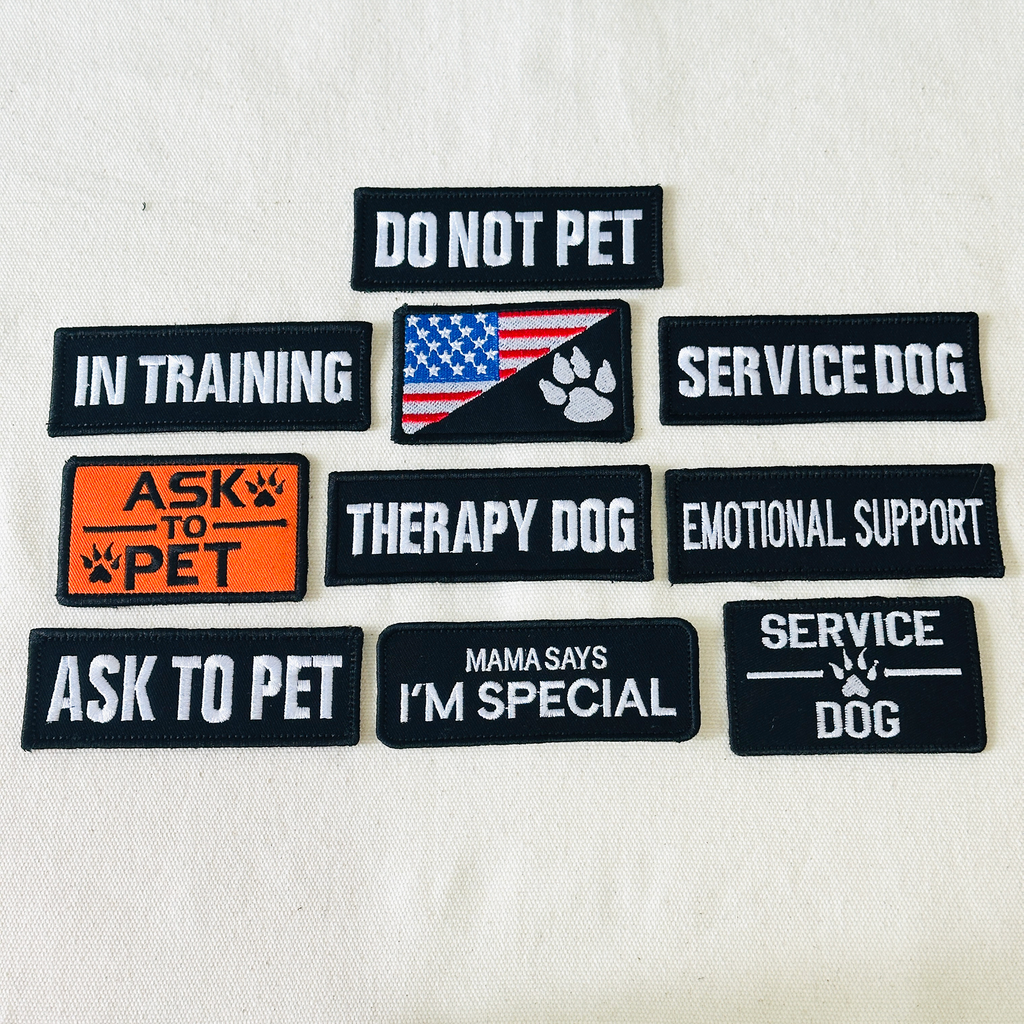 DO NOT PET
IN TRAINING
SERVICE DOG
ASK
TO
PET
THERAPY DOG
EMOTIONAL SUPPORT
ASK TO PET
MAMA SAYS
I'M SPECIAL
SERVICE
DOG